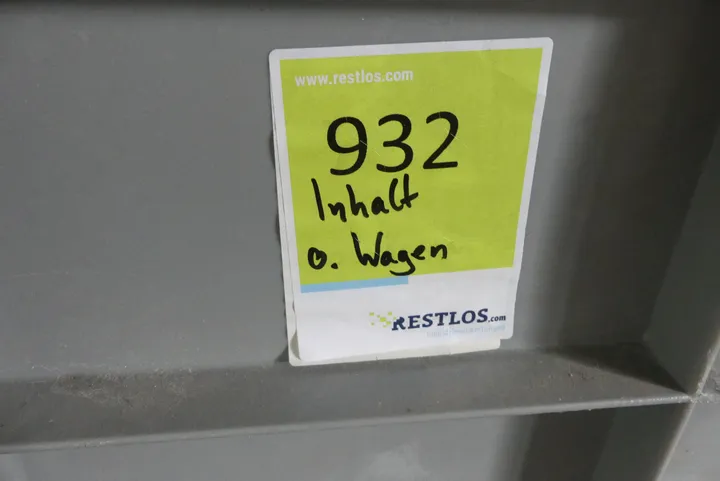 www.restlos.com
932
Inhalt
o. Wagen
RESTLOS.com